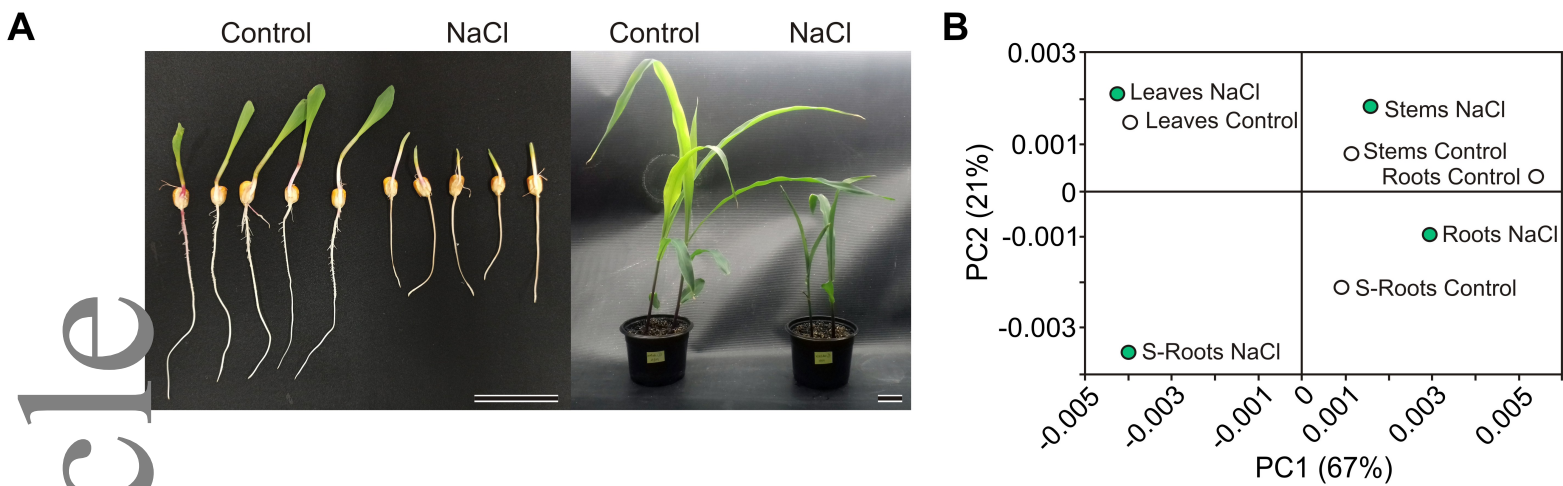 A
Control
NaCl
Control
NaCl
cle
B
0.003
0.001
0
-0.001
-0.003
PC2 (21%)
Leaves NaCl
Leaves Control
Stems NaCl
Stems Control
Roots Control
Roots NaCl
S-Roots Control
S-Roots NaCl
-0.005
-0.003
-0.001
0
0.001
0.003
0.005
PC1 (67%)